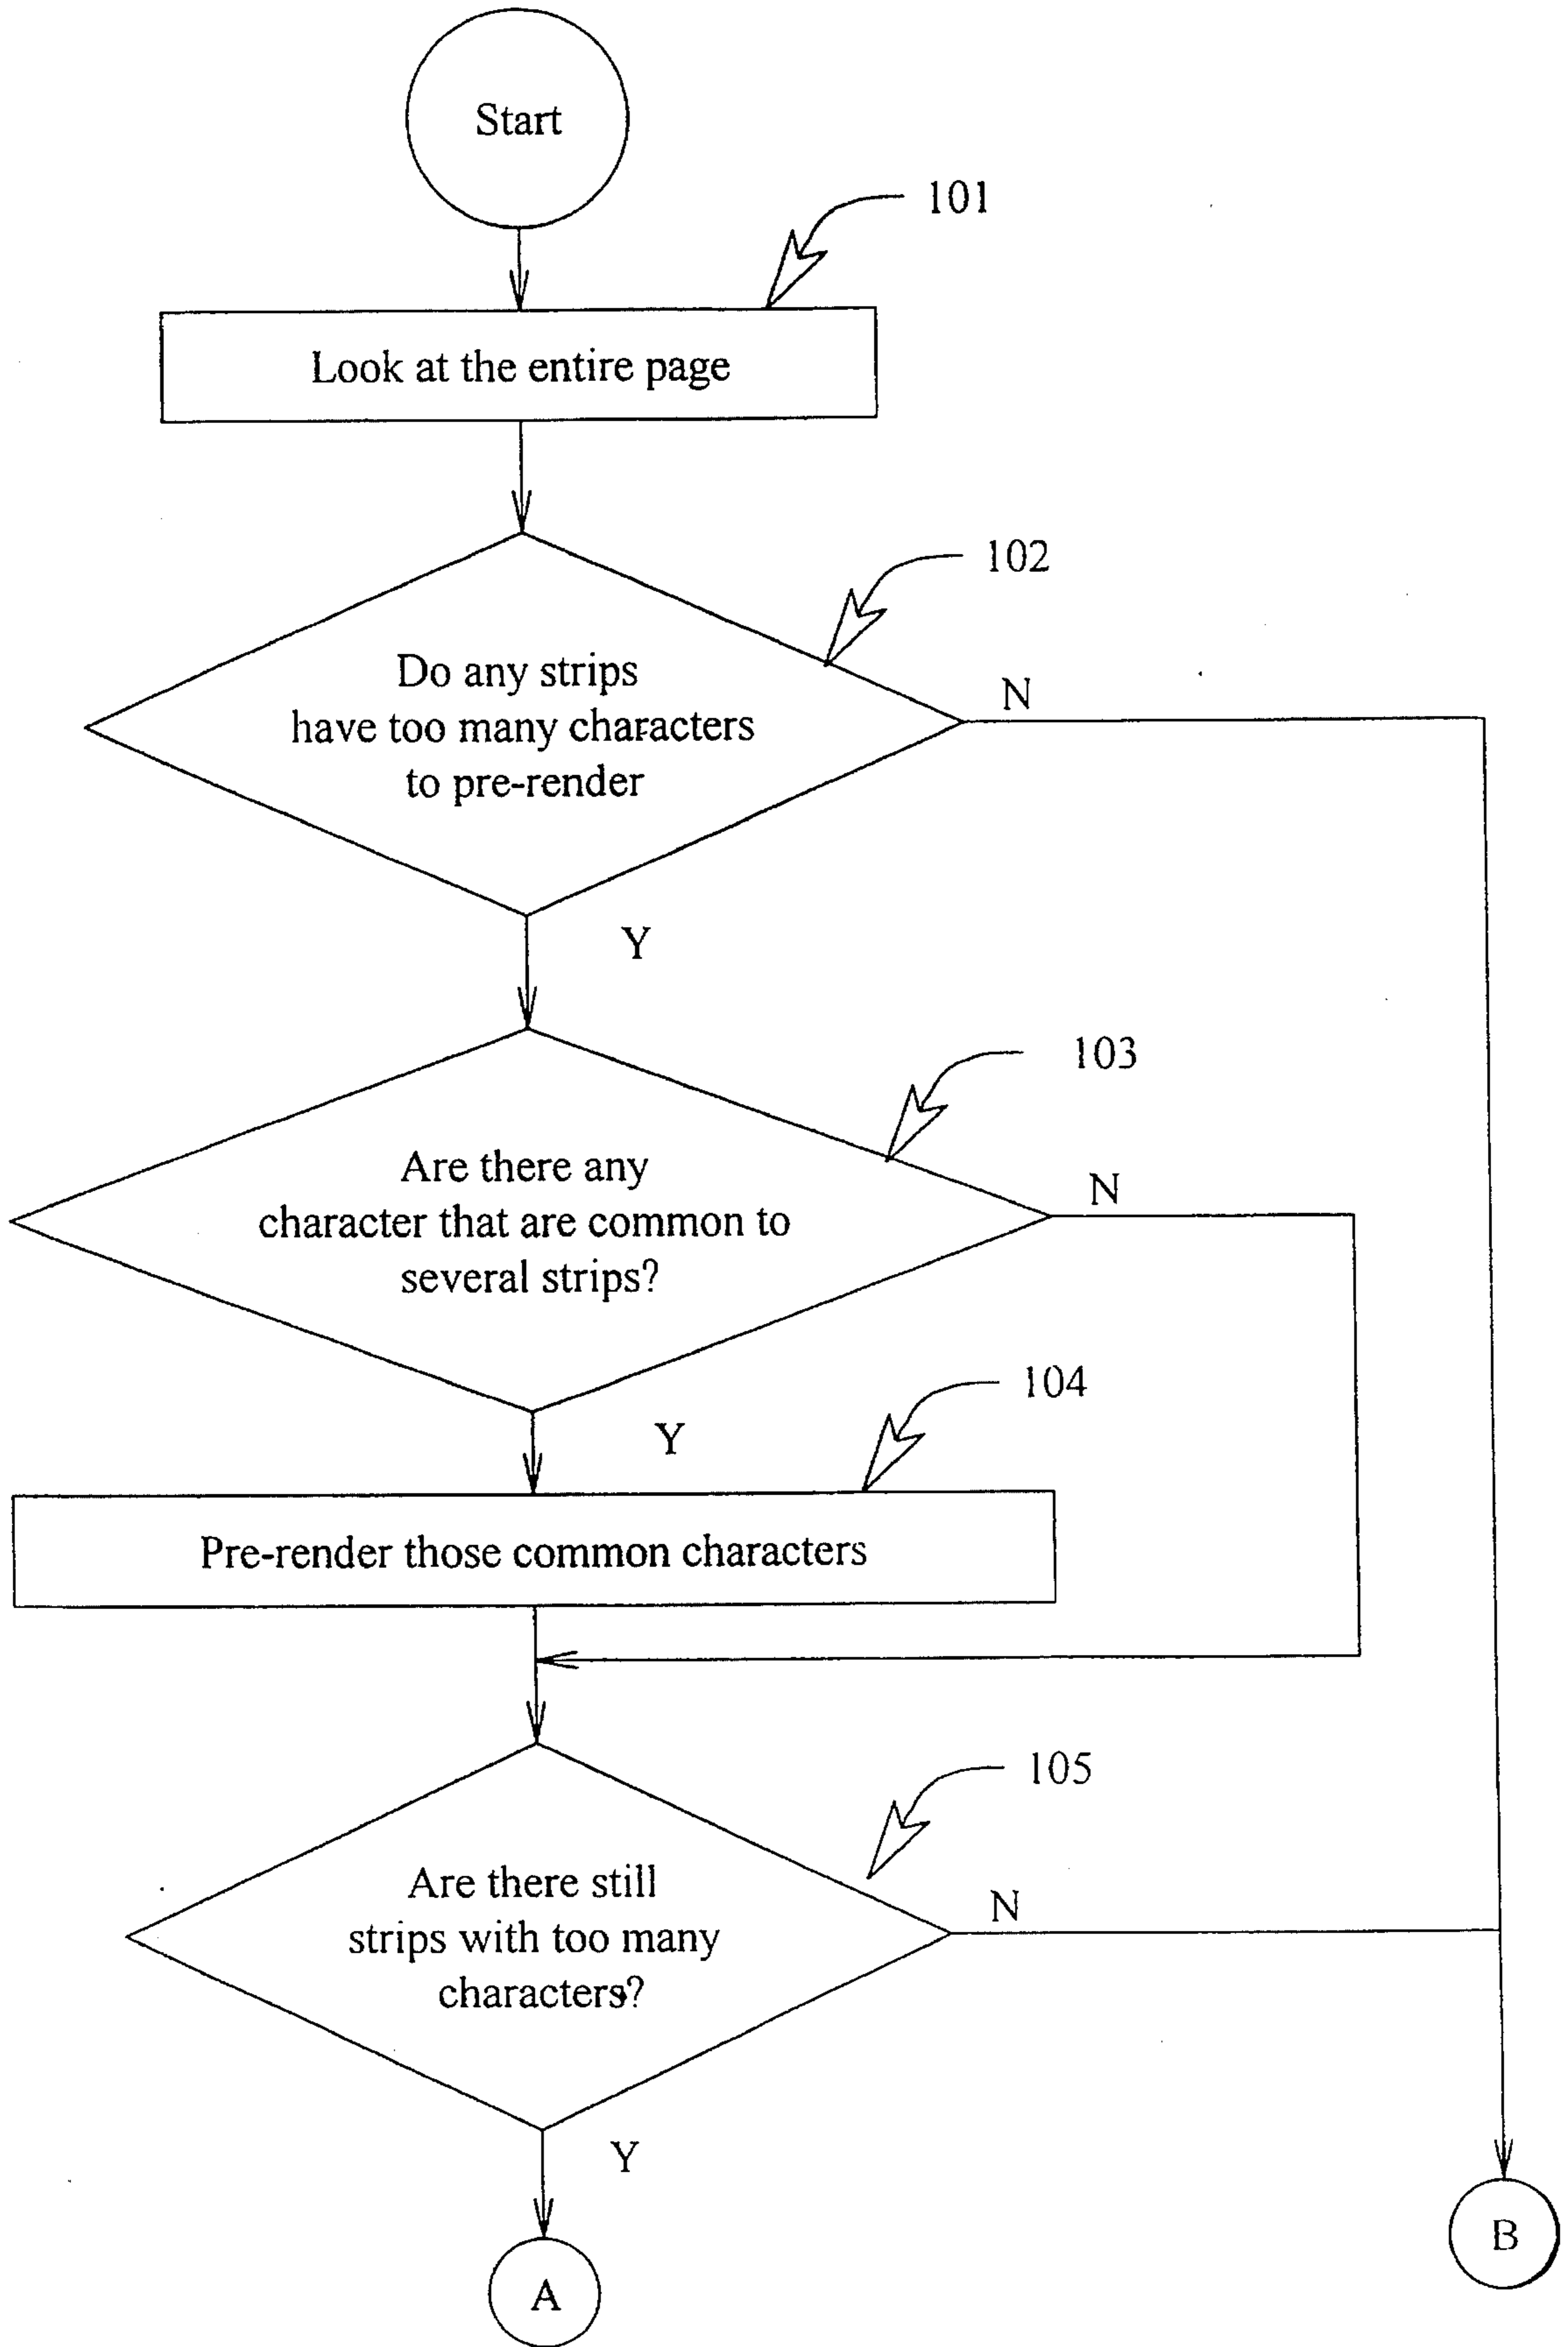 Start
101
Look at the entire page
102
Do any strips
have too many characters
to pre-render
N
Y
103
Are there any
character that are common to
several strips?
N
104
Y
Pre-render those common characters
105
Are there still
strips with too many
characters?
N
Y
B
A